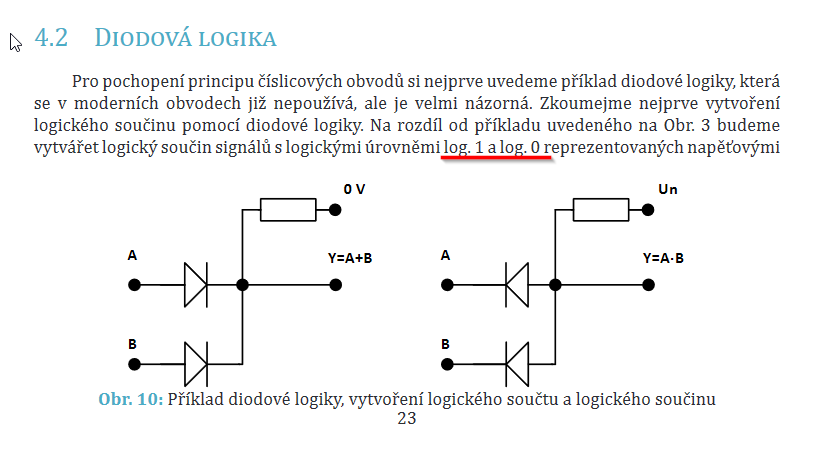 4.2 DIODOVÁ LOGIKA
Pro pochopení principu číslicových obvodů si nejprve uvedeme příklad diodové logiky, která
se v moderních obvodech již nepoužívá, ale je velmi názorná. Zkoumejme nejprve vytvoření
logického součinu pomocí diodové logiky. Na rozdíl od příkladu uvedeného na Obr. 3 budeme
vytvářet logický součin signálů s logickými úrovněmi log. 1 a log. 0 reprezentovaných napěťovými
0 V
A
Y=A+B
B
Un
A
Y=A·B
B
Obr. 10: Příklad diodové logiky, vytvoření logického součtu a logického součinu
23